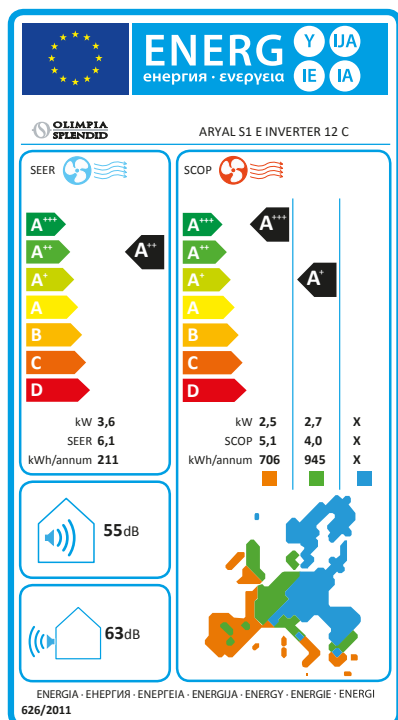 ENERG Y IJA
енергия · ενεργεια IE IA
OLIMPIA
SPLENDID
ARYAL S1 E INVERTER 12 C
SEER
SCOP
A+++ A+++ A+++
A++ A++ A++
A+ A+ A+
A A
B B
C C
D D
kW 3,6 kW 2,5 2,7 X
SEER 6,1 SCOP 5,1 4,0 X
kWh/annum 211 kWh/annum 706 945 X
55dB
63dB
ENERGIA · ЕНЕРГИЯ · ΕΝΕΡΓΕΙΑ · ENERGIJA · ENERGY · ENERGIE · ENERGI
626/2011